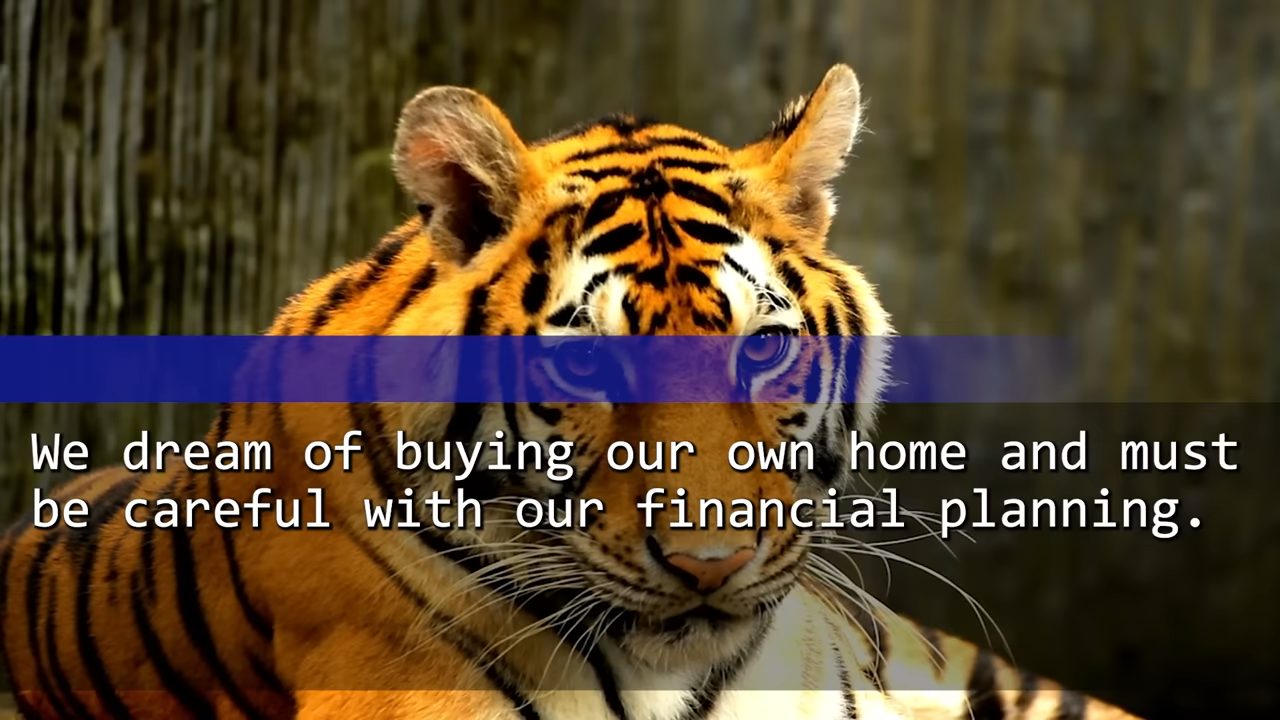 We dream of buying our own home and must
be careful with our financial planning.